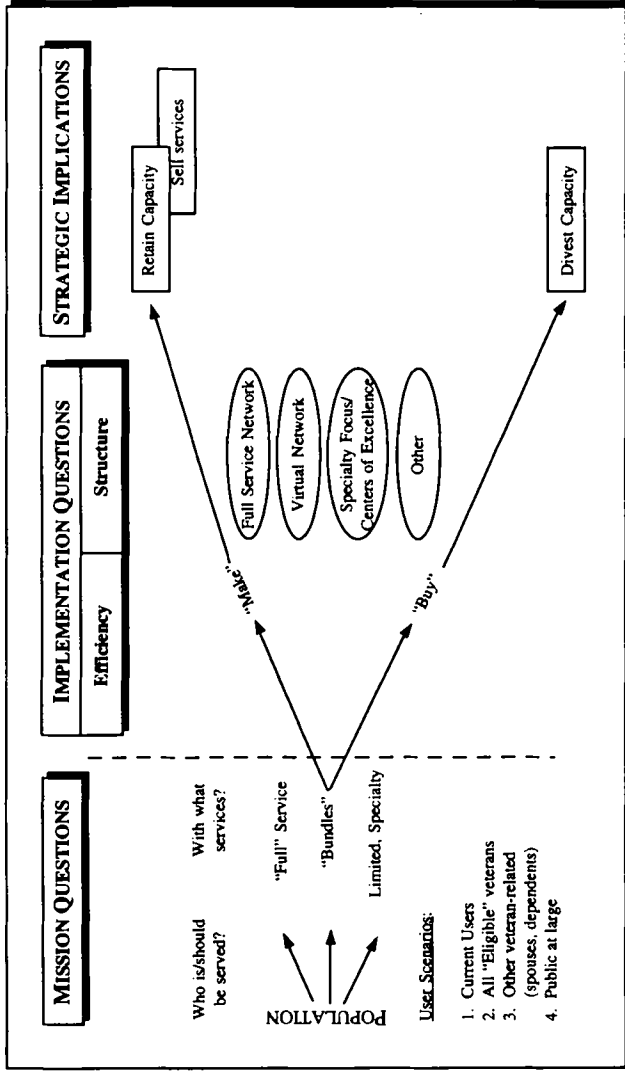 MISSION QUESTIONS
Who is/should
be served?
With what
services?
POPULATION
"Full" Service
"Bundles"
Limited, Specialty
User Scenarios:
1. Current Users
2. All "Eligible" veterans
3. Other veteran-related
(spouses, dependents)
4. Public at large
IMPLEMENTATION QUESTIONS
Efficiency
Structure
"Make"
"Buy"
Full Service Network
Virtual Network
Specialty Focus/
Centers of Excellence
Other
STRATEGIC IMPLICATIONS
Retain Capacity
Sell services
Divest Capacity